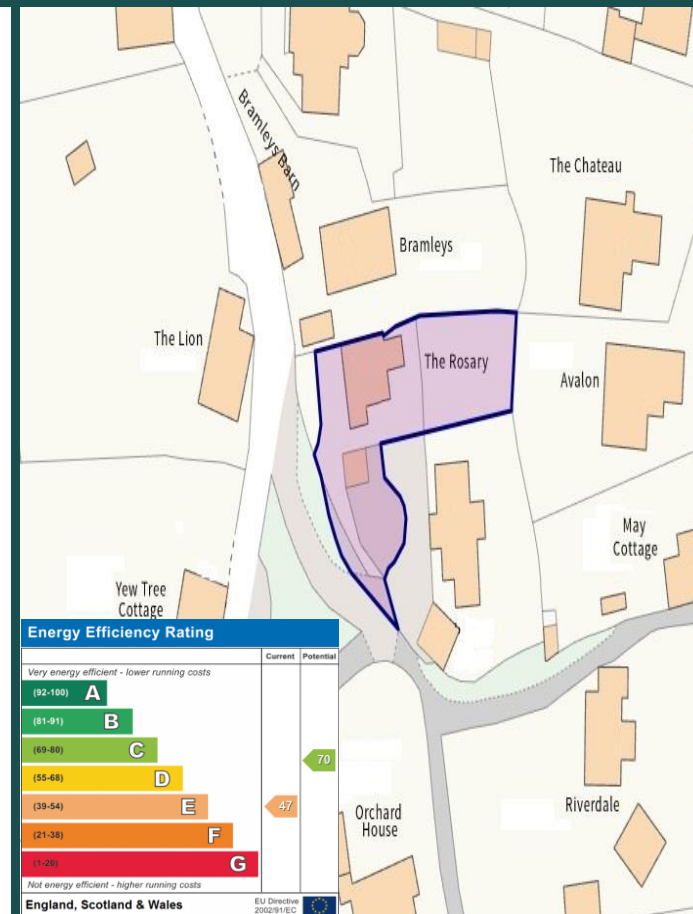 Bramleys Barn
The Chateau
Bramleys
The Lion
The Rosary
Avalon
May
Cottage
Yew Tree
Cottage
Riverdale
Orchard
House
Energy Efficiency Rating
Current Potential
Very energy efficient - lower running costs
(92-100) A
(81-91) B
(69-80) C
70
(55-68) D
(39-54) E
47
(21-38) F
(1-20) G
Not energy efficient - higher running costs
England, Scotland & Wales
EU Directive
2002/91/EC